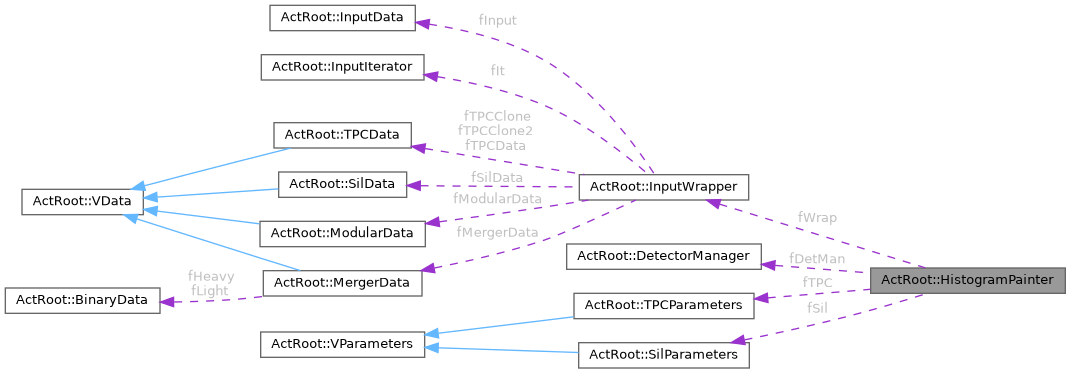 ActRoot::InputData
fInput
ActRoot::InputIterator
fIt
fTPCClone
fTPCClone2
fTPCData
ActRoot::TPCData
ActRoot::SilData
fSilData
ActRoot::InputWrapper
ActRoot::VData
fModularData
fWrap
ActRoot::ModularData
fMergerData
ActRoot::DetectorManager
fDetMan
fHeavy
fLight
ActRoot::MergerData
fTPC
ActRoot::HistogramPainter
ActRoot::BinaryData
ActRoot::TPCParameters
fSil
ActRoot::VParameters
ActRoot::SilParameters